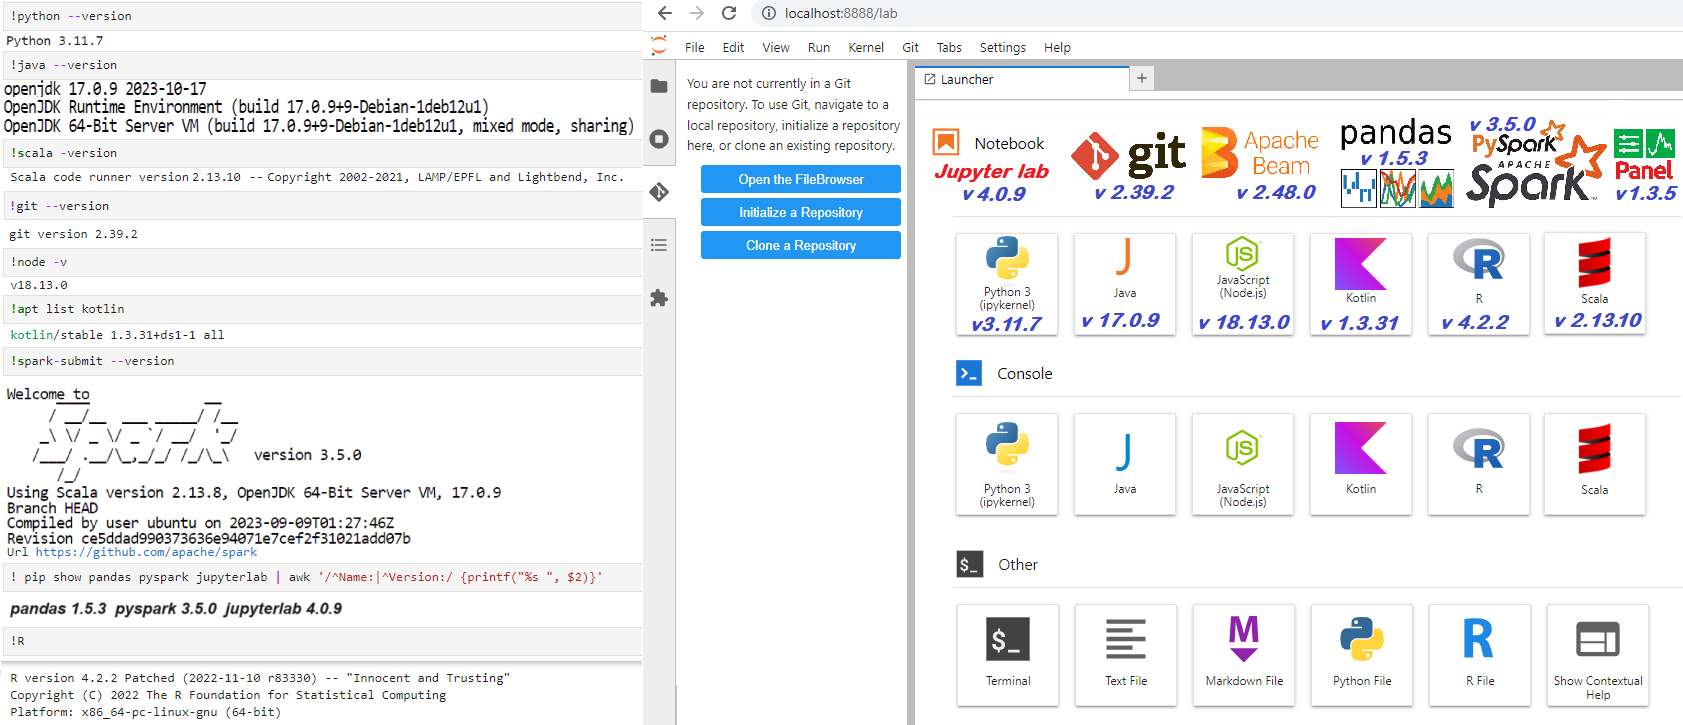 !python --version
Python 3.11.7
!java --version
openjdk 17.0.9 2023-10-17
OpenJDK Runtime Environment (build 17.0.9+9-Debian-1deb12u1)
OpenJDK 64-Bit Server VM (build 17.0.9+9-Debian-1deb12u1, mixed mode, sharing)
!scala -version
Scala code runner version 2.13.10 -- Copyright 2002-2021, LAMP/EPFL and Lightbend, Inc.
!git --version
git version 2.39.2
!node -v
v18.13.0
!apt list kotlin
kotlin/stable 1.3.31+ds1-1 all
!spark-submit --version
Welcome to
Spark version 3.5.0
Using Scala version 2.13.8, OpenJDK 64-Bit Server VM, 17.0.9
Branch HEAD
Compiled by user ubuntu on 2023-09-09T01:27:46Z
Revision ce5ddad990373636e94071e7cef2f31021add07b
Url https://github.com/apache/spark
! pip show pandas pyspark jupyterlab | awk '/^Name:|^Version:/ {printf("%s ", $2)}'
pandas 1.5.3 pyspark 3.5.0 jupyterlab 4.0.9
!R
R version 4.2.2 Patched (2022-11-10 r83330) -- "Innocent and Trusting"
Copyright (C) 2022 The R Foundation for Statistical Computing
Platform: x86_64-pc-linux-gnu (64-bit)
localhost:8888/lab
File Edit View Run Kernel Git Tabs Settings Help
You are not currently in a Git
repository. To use Git, navigate to a
local repository, initialize a repository
here, or clone an existing repository.
Open the FileBrowser
Initialize a Repository
Clone a Repository
Launcher
Notebook
Jupyter lab
v 4.0.9
git
v 2.39.2
Apache
Beam
v 2.48.0
pandas
v 1.5.3
v 3.5.0
PySpark
APACHE
Spark™
Panel
v 1.3.5
Python 3
(ipykernel)
v3.11.7
J
Java
v 17.0.9
JS
JavaScript
(Node.js)
v 18.13.0
Kotlin
v 1.3.31
R
R
v 4.2.2
Scala
v 2.13.10
Console
Python 3
(ipykernel)
J
Java
JS
JavaScript
(Node.js)
Kotlin
R
R
Scala
$_ Other
$_
Terminal
Text File
M
Markdown File
Python File
R
R File
Show Contextual
Help